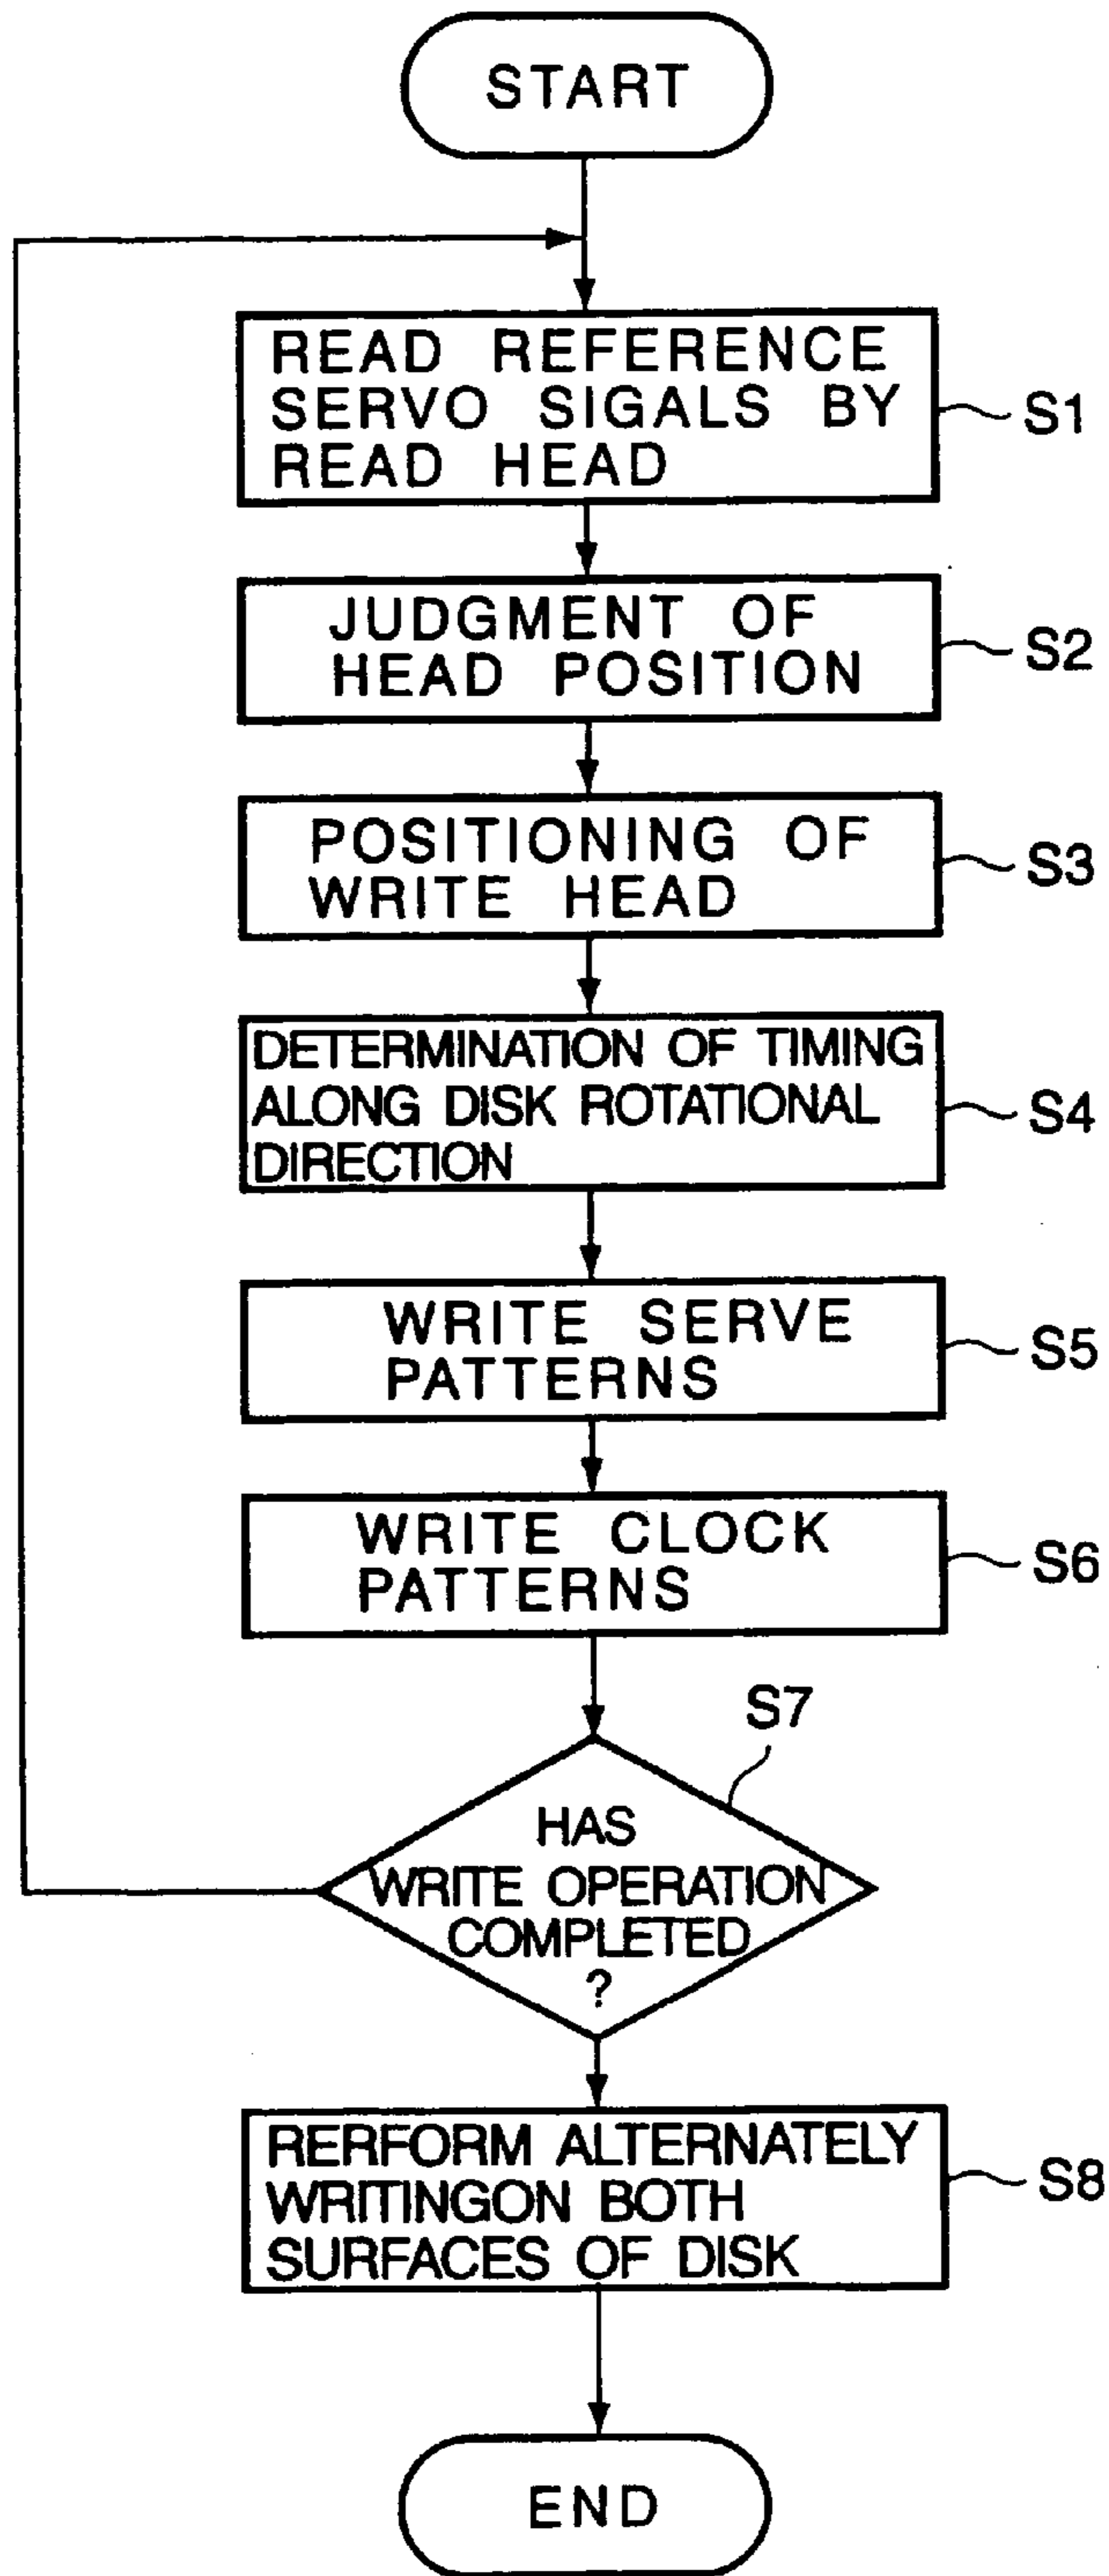 START
READ REFERENCE
SERVO SIGALS BY
READ HEAD
S1
JUDGMENT OF
HEAD POSITION
S2
POSITIONING OF
WRITE HEAD
S3
DETERMINATION OF TIMING
ALONG DISK ROTATIONAL
DIRECTION
S4
WRITE SERVE
PATTERNS
S5
WRITE CLOCK
PATTERNS
S6
S7
HAS
WRITE OPERATION
COMPLETED
?
RERFORM ALTERNATELY
WRITINGON BOTH
SURFACES OF DISK
S8
END